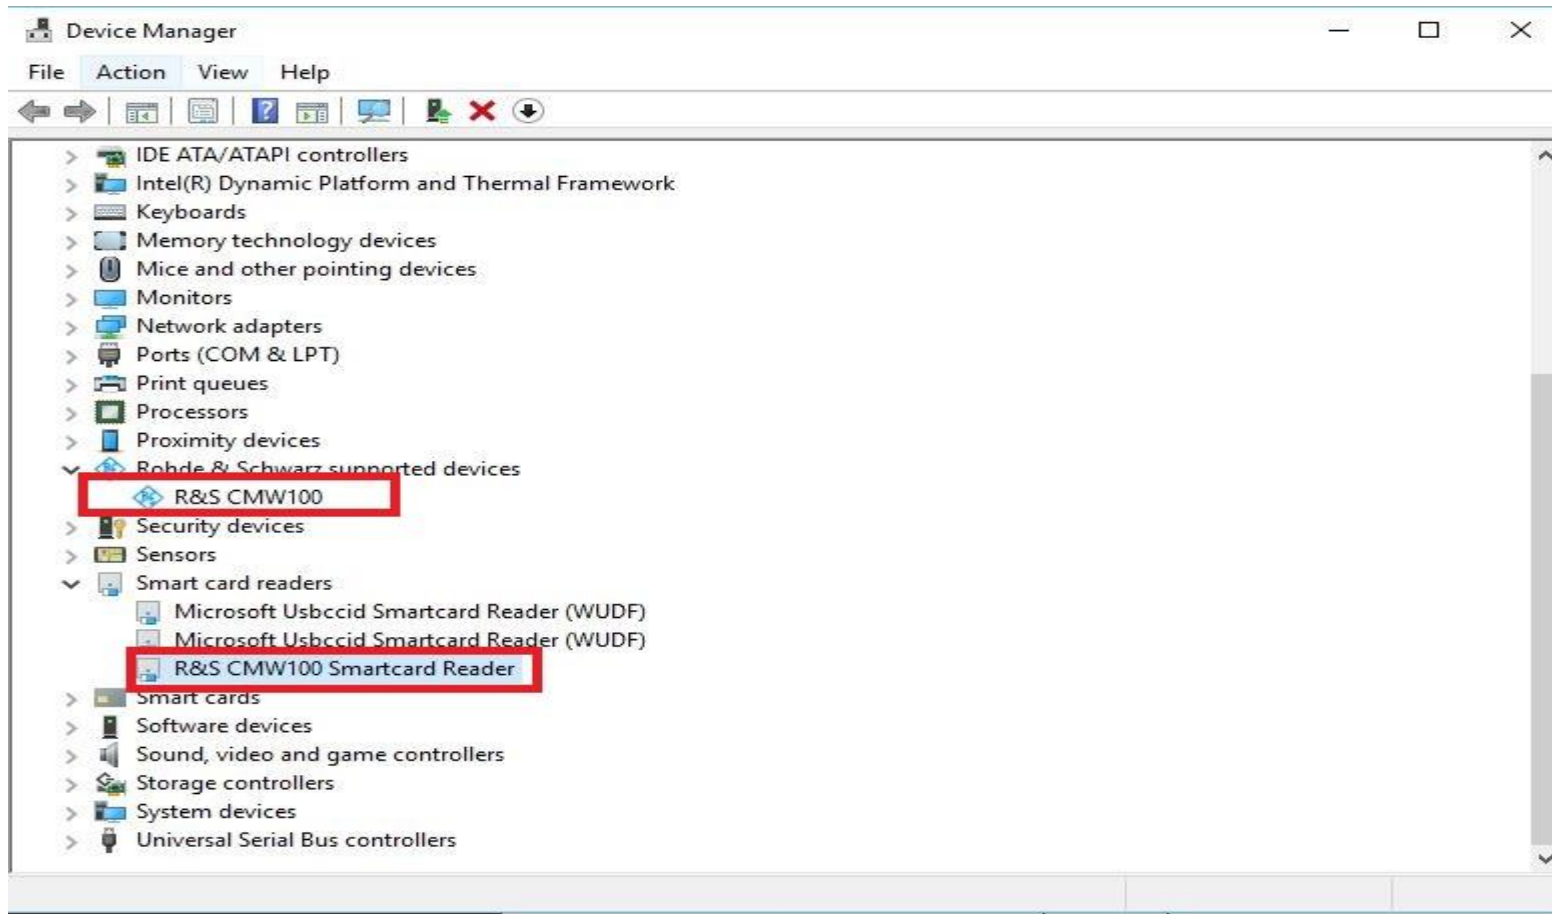 Device Manager
File Action View Help
IDE ATA/ATAPI controllers
Intel(R) Dynamic Platform and Thermal Framework
Keyboards
Memory technology devices
Mice and other pointing devices
Monitors
Network adapters
Ports (COM & LPT)
Print queues
Processors
Proximity devices
Rohde & Schwarz supported devices
R&S CMW100
Security devices
Sensors
Smart card readers
Microsoft Usbccid Smartcard Reader (WUDF)
Microsoft Usbccid Smartcard Reader (WUDF)
R&S CMW100 Smartcard Reader
Smart cards
Software devices
Sound, video and game controllers
Storage controllers
System devices
Universal Serial Bus controllers